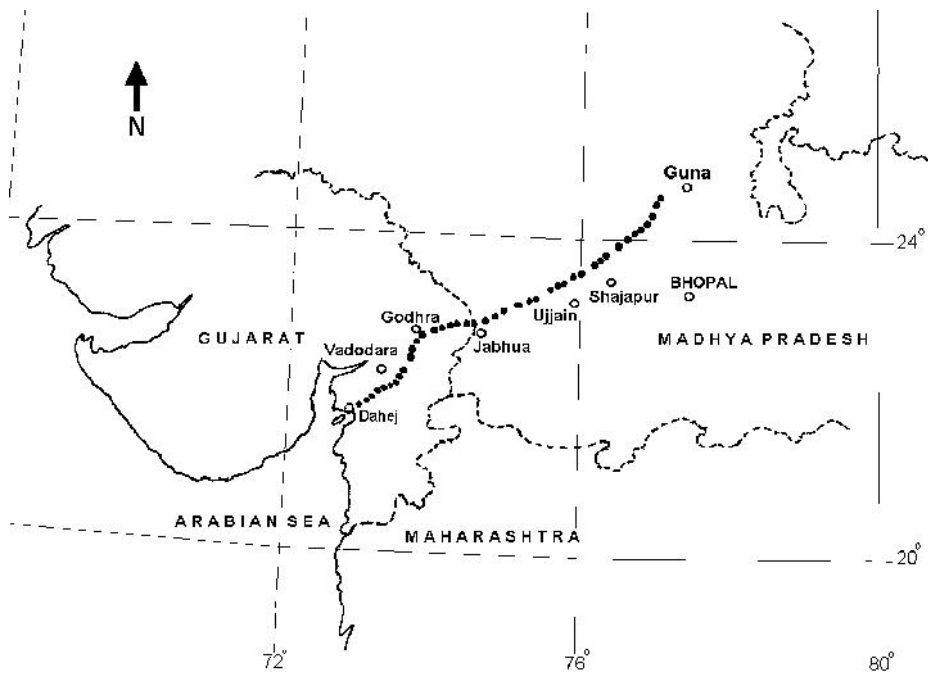 N
Guna
24°
Shajapur
BHOPAL
Ujjain
Godhra
GUJARAT
Jabhua
MADHYA PRADESH
Vadodara
Dahej
ARABIAN SEA
MAHARASHTRA
20°
72°
76°
80°